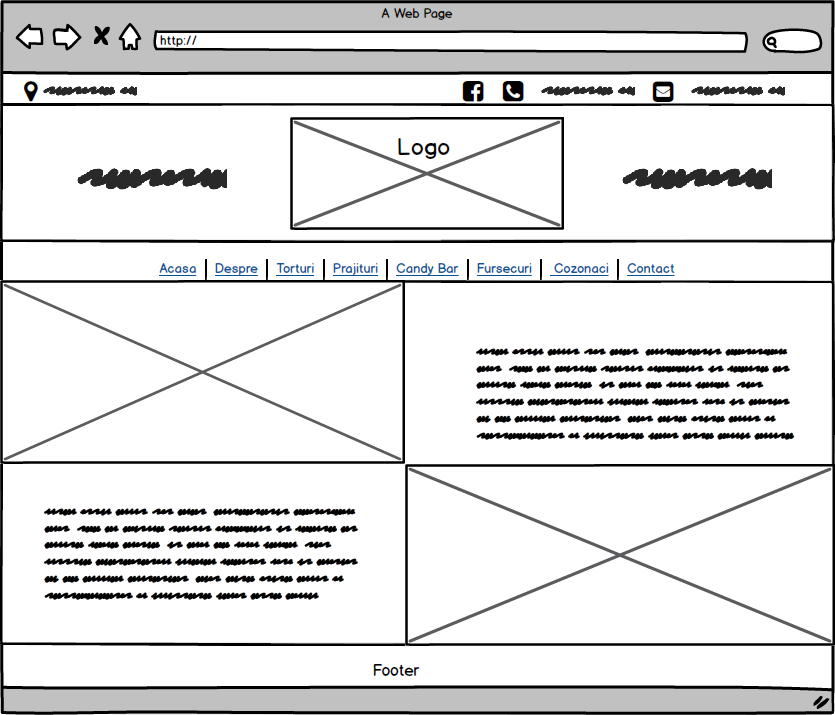 A Web Page
http://
Logo
Acasa Despre Torturi Prajituri Candy Bar Fursecuri Cozonaci Contact
Footer